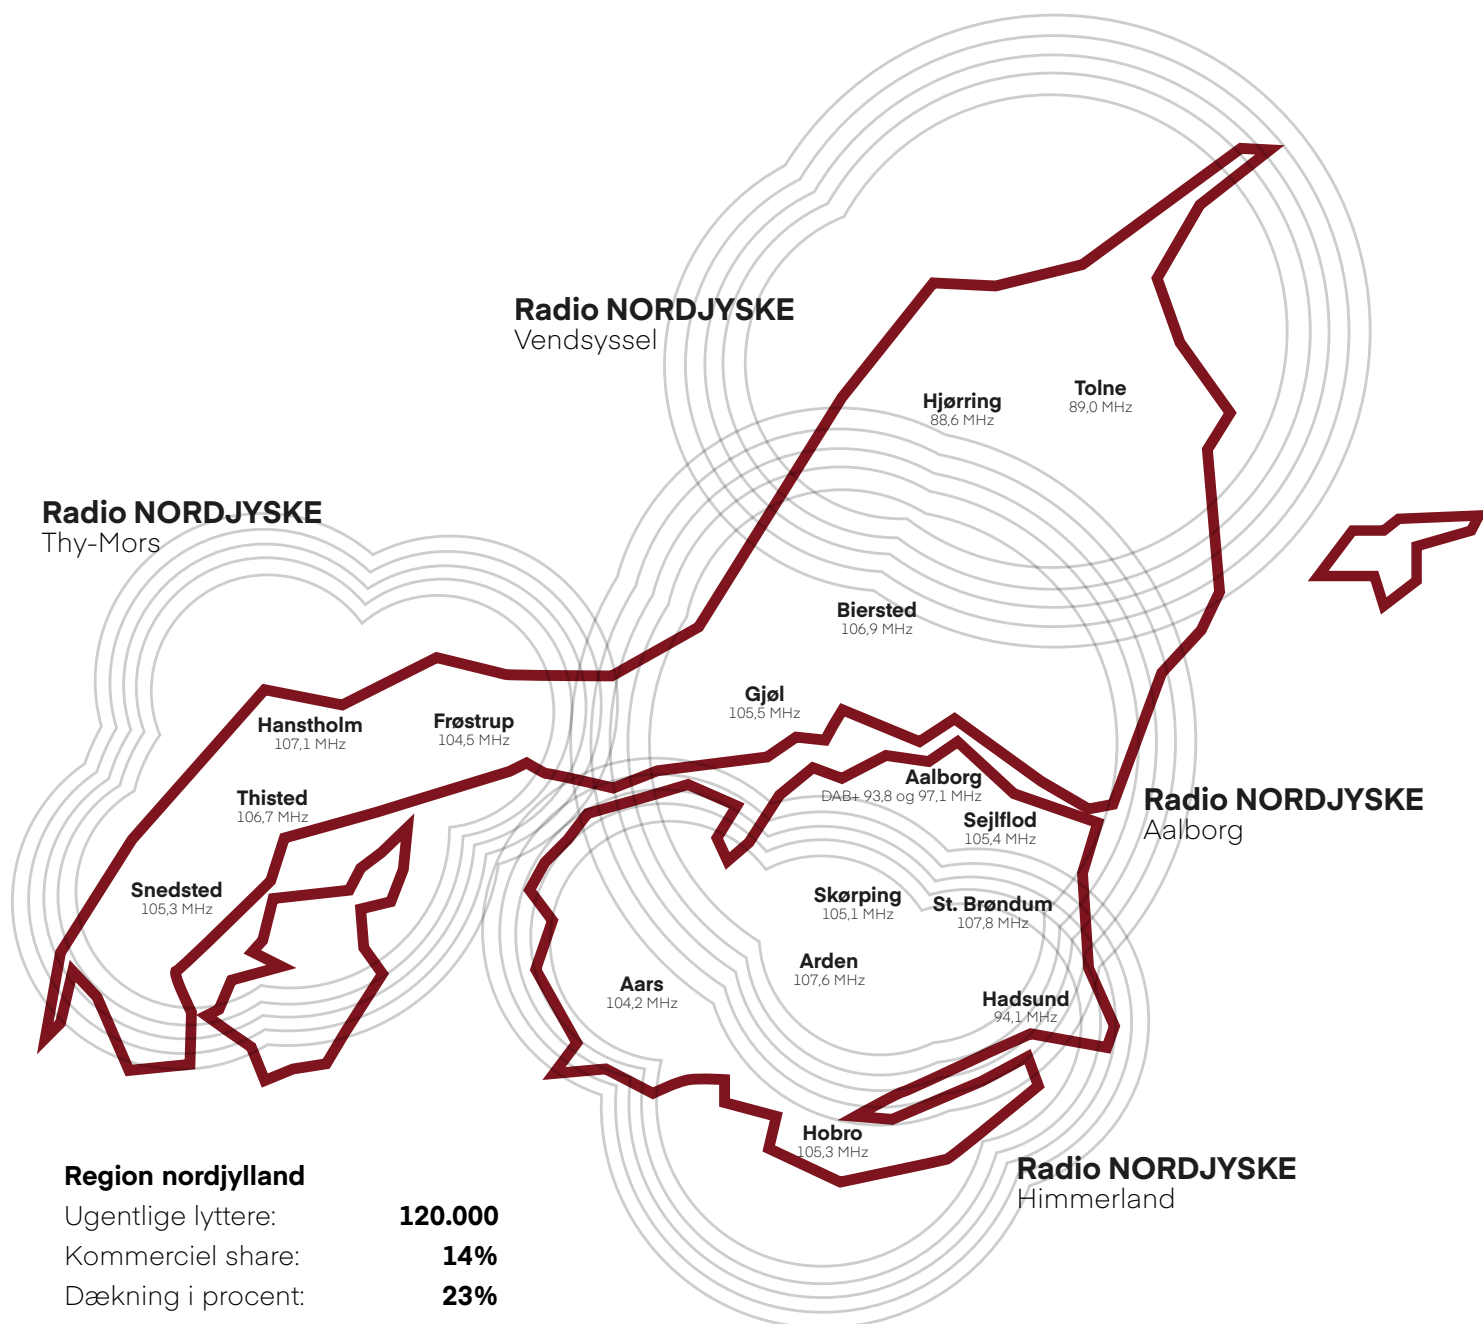 Radio NORDJYSKE
Vendsyssel
Hjørring
88,6 MHz
Tolne
89,0 MHz
Radio NORDJYSKE
Thy-Mors
Biersted
106,9 MHz
Gjøl
105,5 MHz
Hanstholm
107,1 MHz
Frøstrup
104,5 MHz
Aalborg
DAB+ 93,8 og 97,1 MHz
Radio NORDJYSKE
Aalborg
Thisted
106,7 MHz
Sejlflod
105,4 MHz
Snedsted
105,3 MHz
Skørping
105,1 MHz
St. Brøndum
107,8 MHz
Arden
107,6 MHz
Aars
104,2 MHz
Hadsund
94,1 MHz
Hobro
105,3 MHz
Radio NORDJYSKE
Himmerland
Region nordjylland
Ugentlige lyttere: 120.000
Kommerciel share: 14%
Dækning i procent: 23%